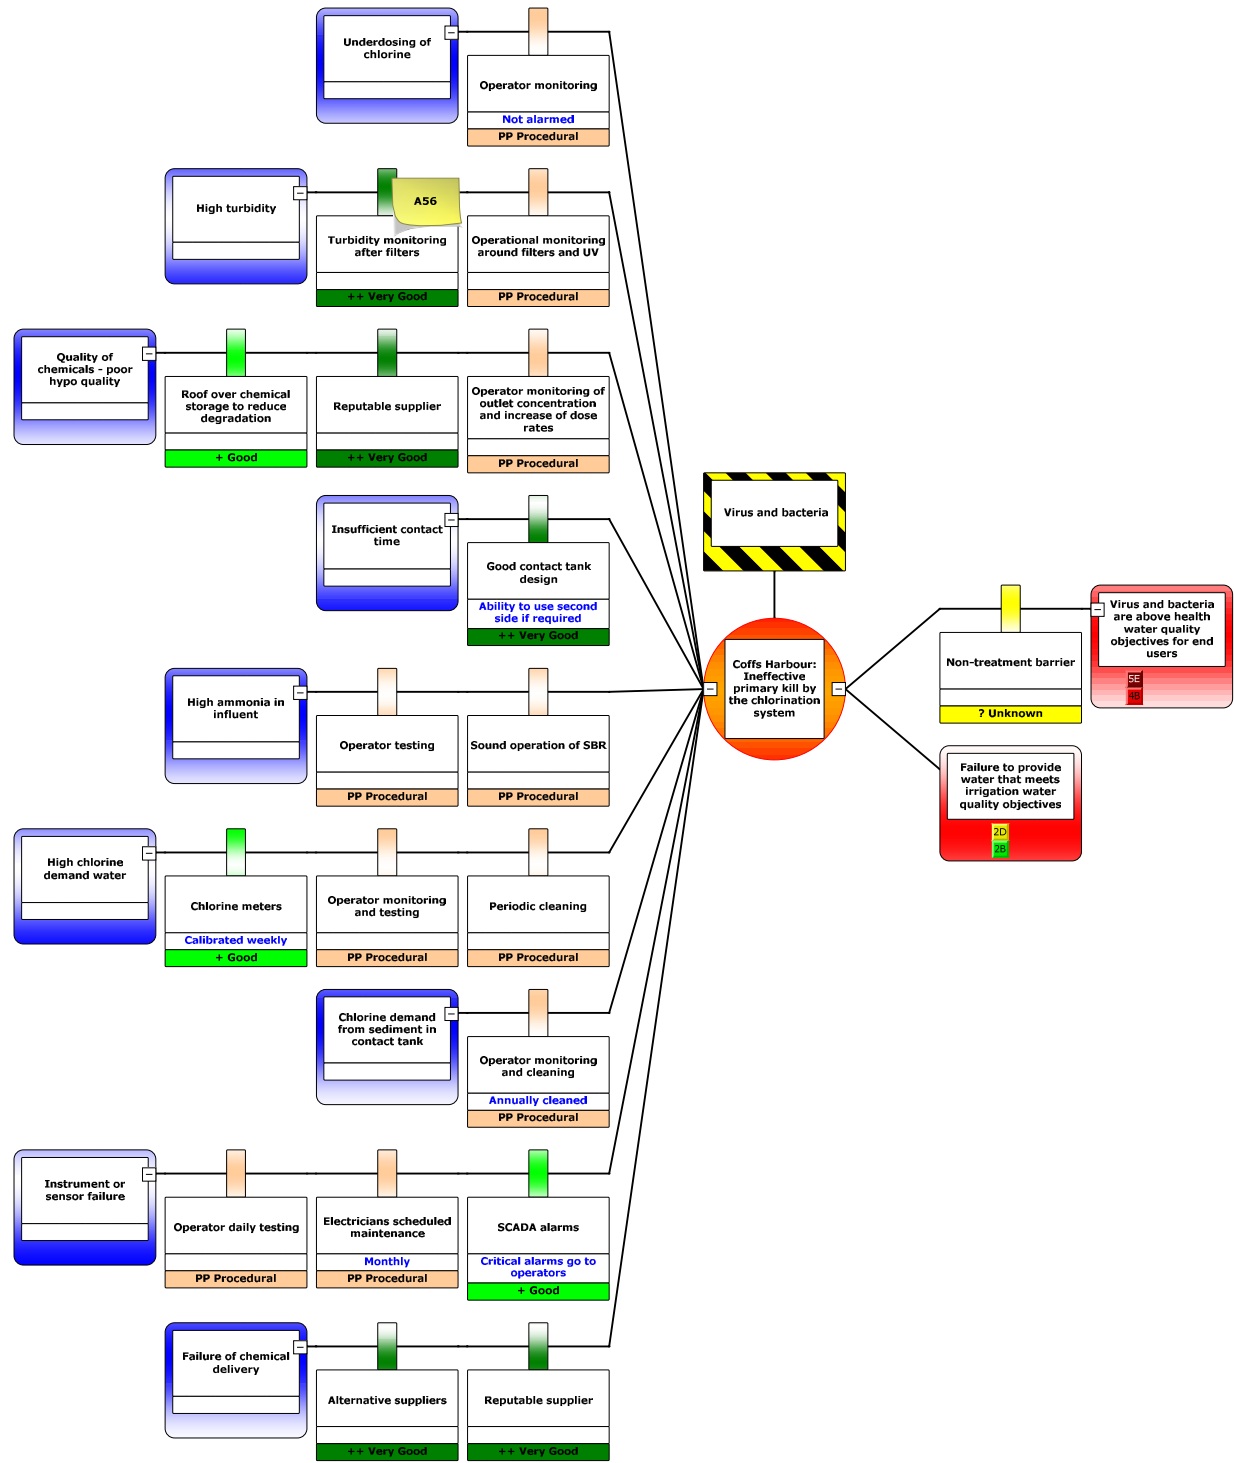 Underdosing of
chlorine
Operator monitoring
Not alarmed
PP Procedural
High turbidity
A56
Turbidity monitoring
after filters
++ Very Good
Operational monitoring
around filters and UV
PP Procedural
Quality of
chemicals - poor
hypo quality
Roof over chemical
storage to reduce
degradation
+ Good
Reputable supplier
++ Very Good
Operator monitoring of
outlet concentration
and increase of dose
rates
PP Procedural
Insufficient contact
time
Good contact tank
design
Ability to use second
side if required
++ Very Good
High ammonia in
influent
Operator testing
PP Procedural
Sound operation of SBR
PP Procedural
High chlorine
demand water
Chlorine meters
Calibrated weekly
+ Good
Operator monitoring
and testing
PP Procedural
Periodic cleaning
PP Procedural
Chlorine demand
from sediment in
contact tank
Operator monitoring
and cleaning
Annually cleaned
PP Procedural
Instrument or
sensor failure
Operator daily testing
PP Procedural
Electricians scheduled
maintenance
Monthly
PP Procedural
SCADA alarms
Critical alarms go to
operators
+ Good
Failure of chemical
delivery
Alternative suppliers
++ Very Good
Reputable supplier
++ Very Good
Virus and bacteria
Coffs Harbour:
Ineffective
primary kill by
the chlorination
system
Non-treatment barrier
? Unknown
Virus and bacteria
are above health
water quality
objectives for end
users
5E
4B
Failure to provide
water that meets
irrigation water
quality objectives
2D
2B